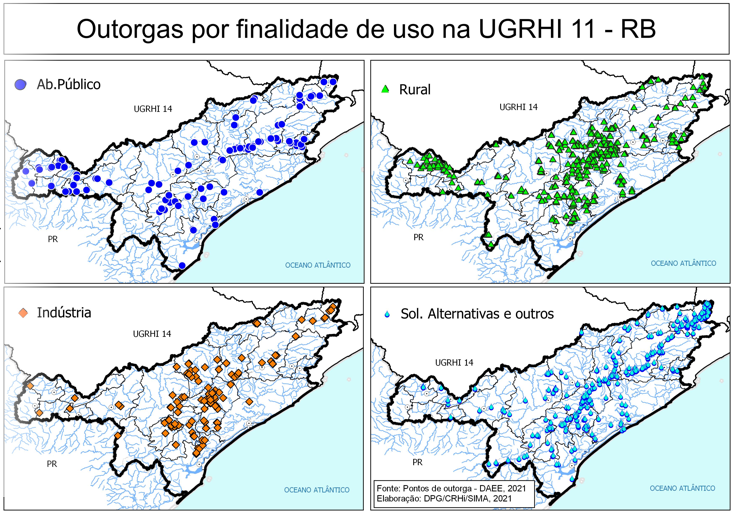 Outorgas por finalidade de uso na UGRHI 11 - RB
Ab.Público
UGRHI 14
PR
OCEANO ATLÂNTICO
Rural
UGRHI 14
PR
OCEANO ATLÂNTICO
Indústria
UGRHI 14
PR
OCEANO ATLÂNTICO
Sol. Alternativas e outros
UGRHI 14
PR
OCEANO ATLÂNTICO
Fonte: Pontos de outorga - DAEE, 2021
Elaboração: DPG/CRHi/SIMA, 2021